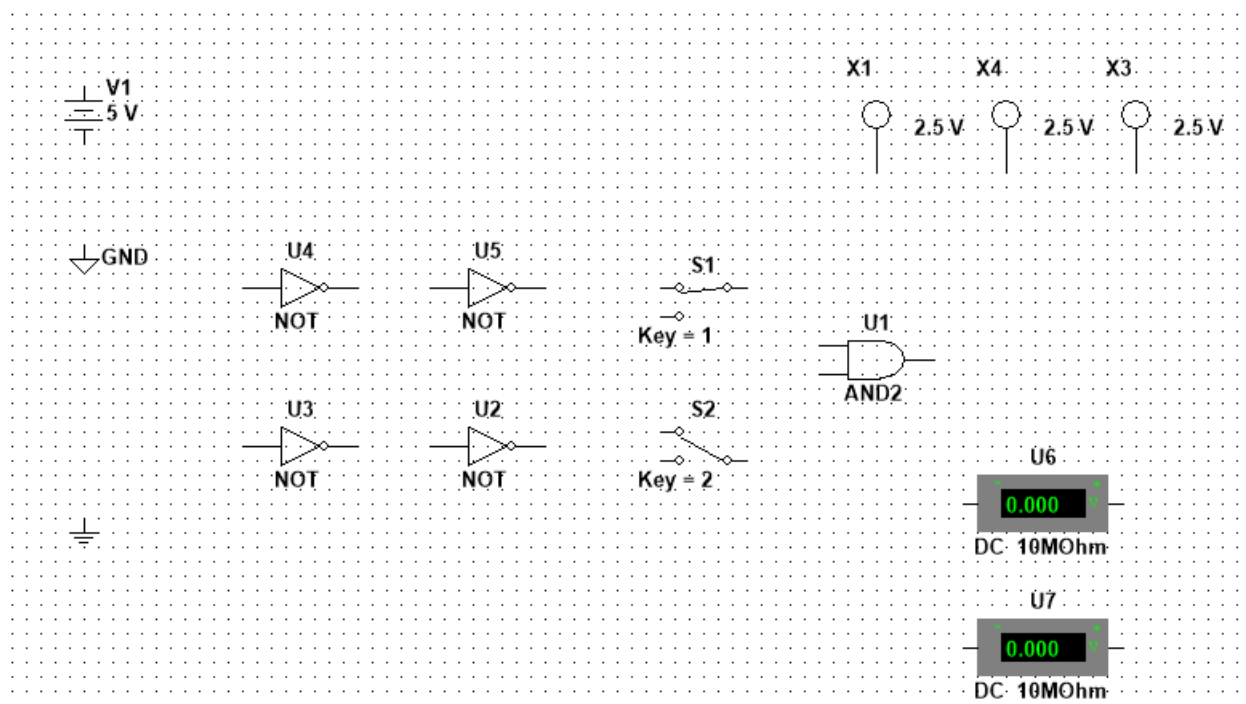 V1
5 V
X1
2.5 V
X4
2.5 V
X3
2.5 V
GND
U4
NOT
U5
NOT
S1
Key = 1
U1
AND2
U3
NOT
U2
NOT
S2
Key = 2
U6
0.000
V
DC 10MOhm
U7
0.000
V
DC 10MOhm